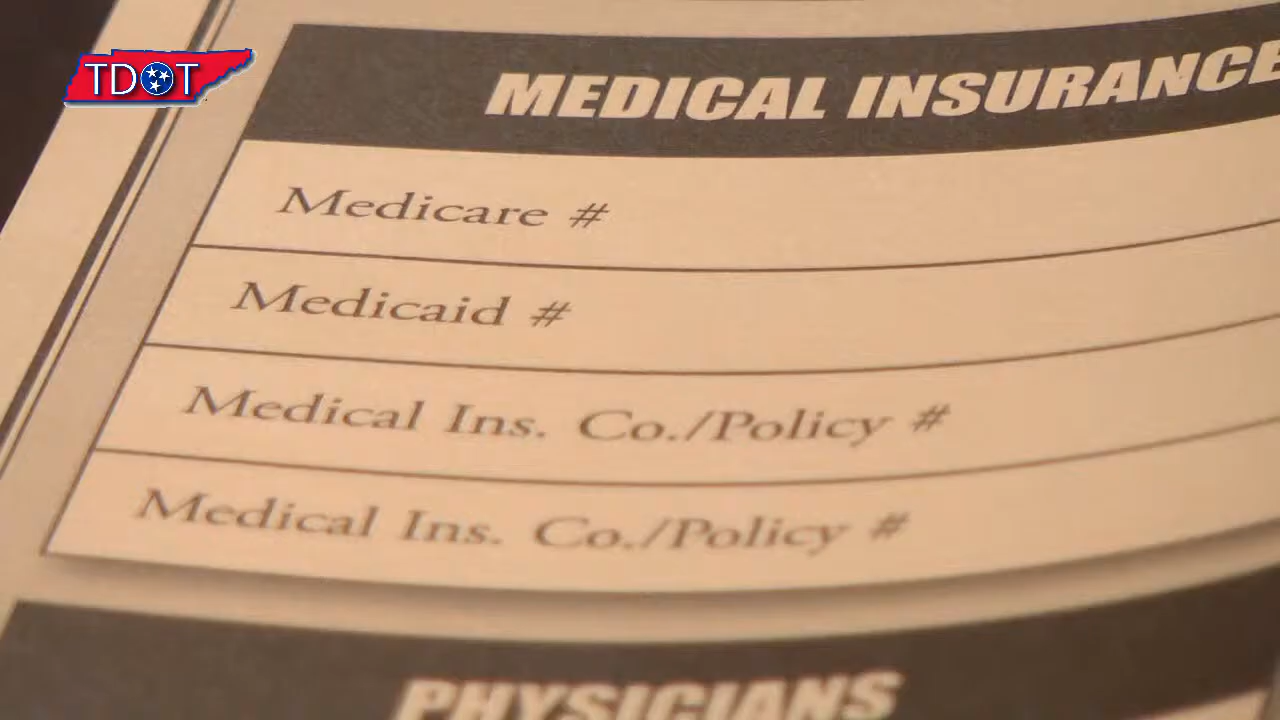 TDOT
MEDICAL INSURANCE
Medicare #
Medicaid #
Medical Ins. Co./Policy #
Medical Ins. Co./Policy #
PHYSICIANS